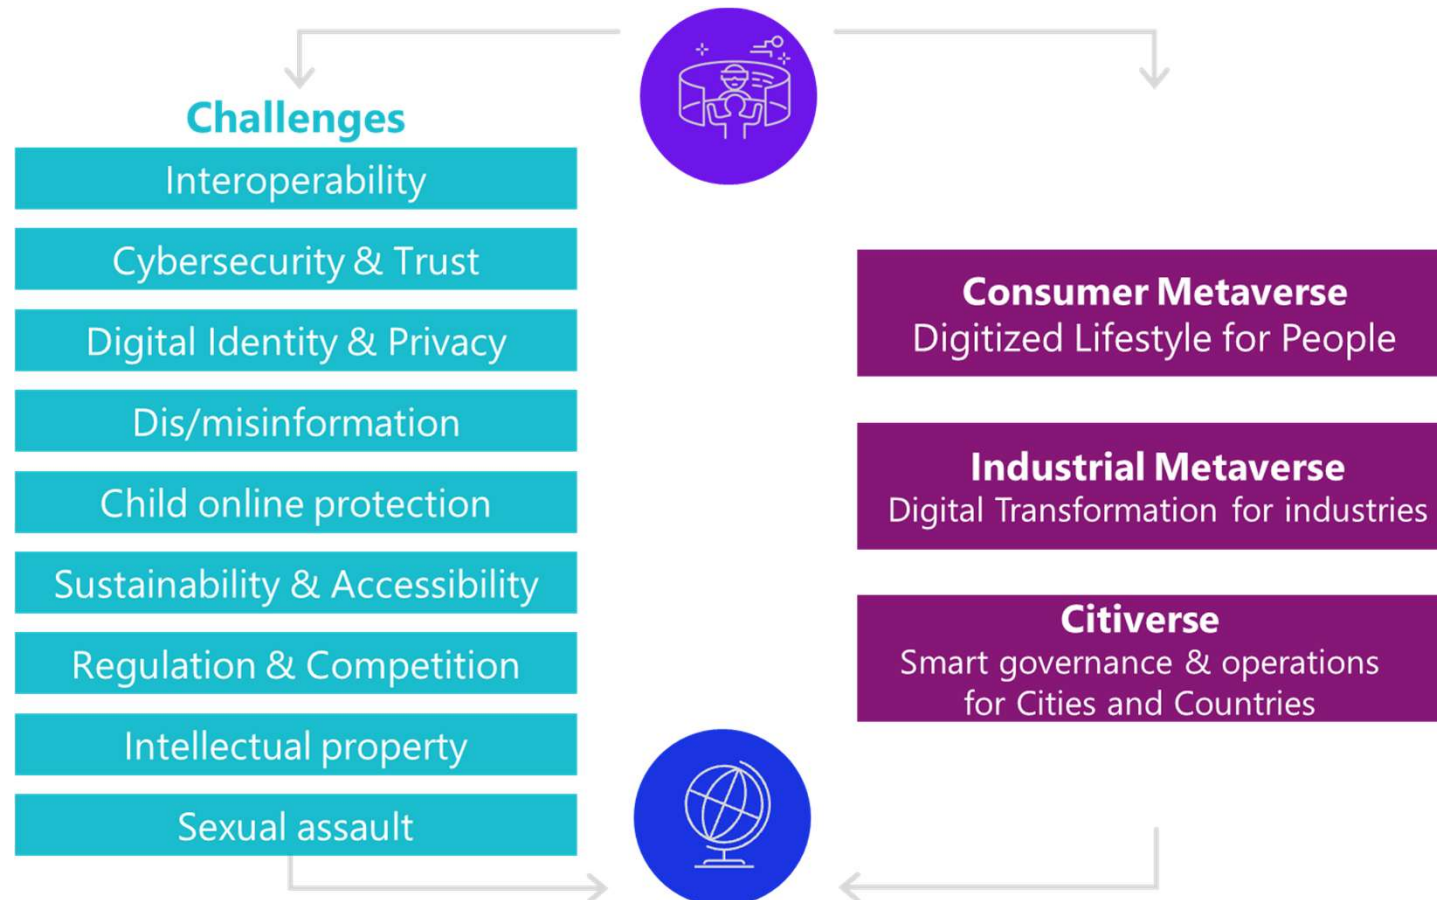 Challenges
Interoperability
Cybersecurity & Trust
Digital Identity & Privacy
Dis/misinformation
Child online protection
Sustainability & Accessibility
Regulation & Competition
Intellectual property
Sexual assault
Consumer Metaverse
Digitized Lifestyle for People
Industrial Metaverse
Digital Transformation for industries
Citiverse
Smart governance & operations
for Cities and Countries